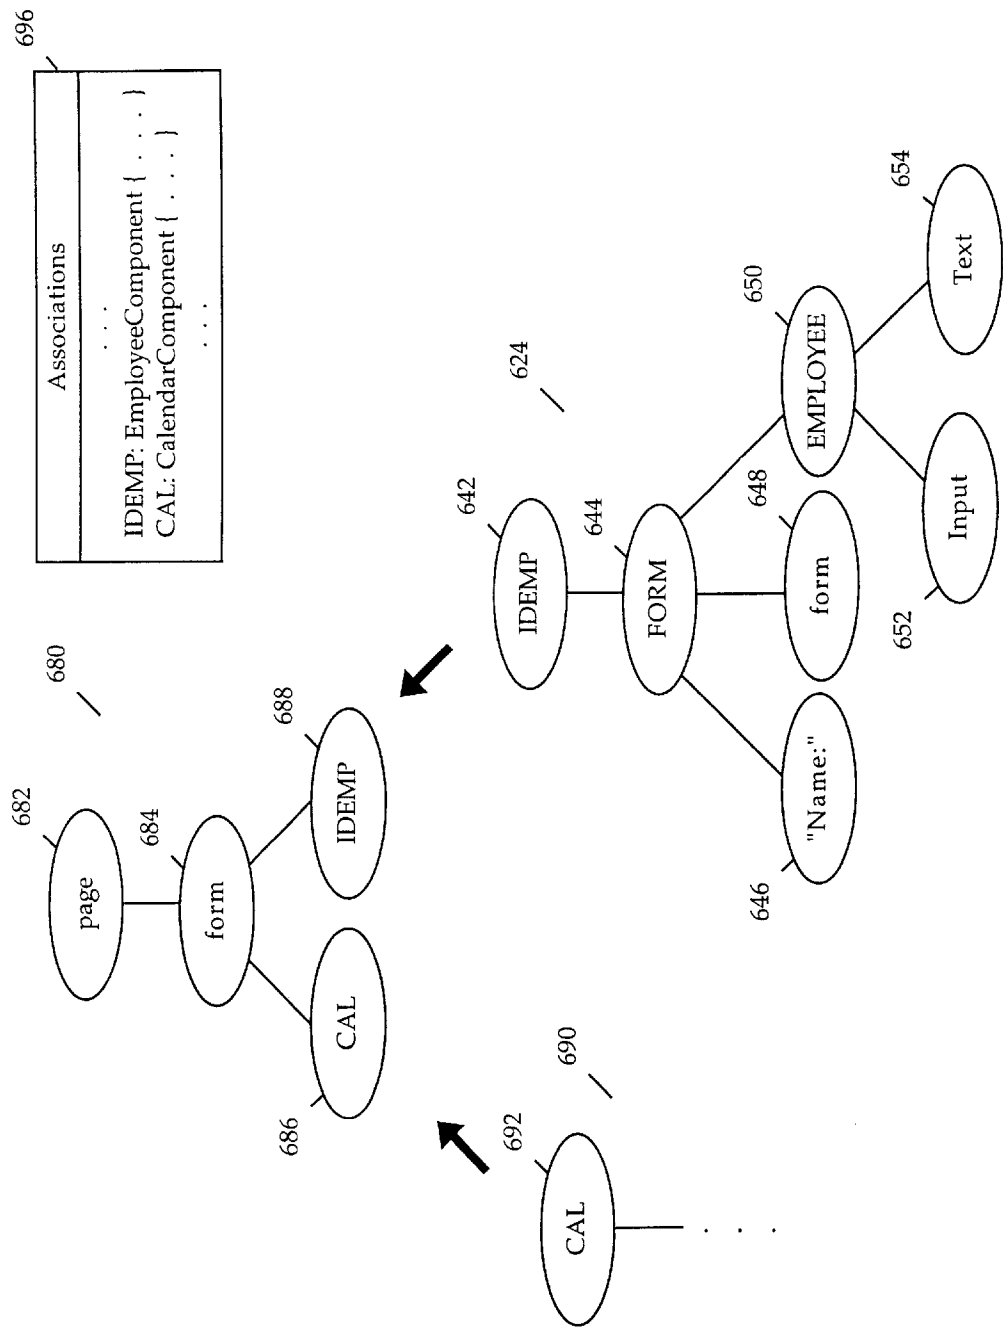 696
Associations
. . .
IDEMP: EmployeeComponent { . . . }
CAL: CalendarComponent { . . . }
. . .
680
682
page
684
form
686
CAL
688
IDEMP
690
692
CAL
. . .
624
642
IDEMP
644
FORM
646
"Name:"
648
form
650
EMPLOYEE
652
Input
654
Text